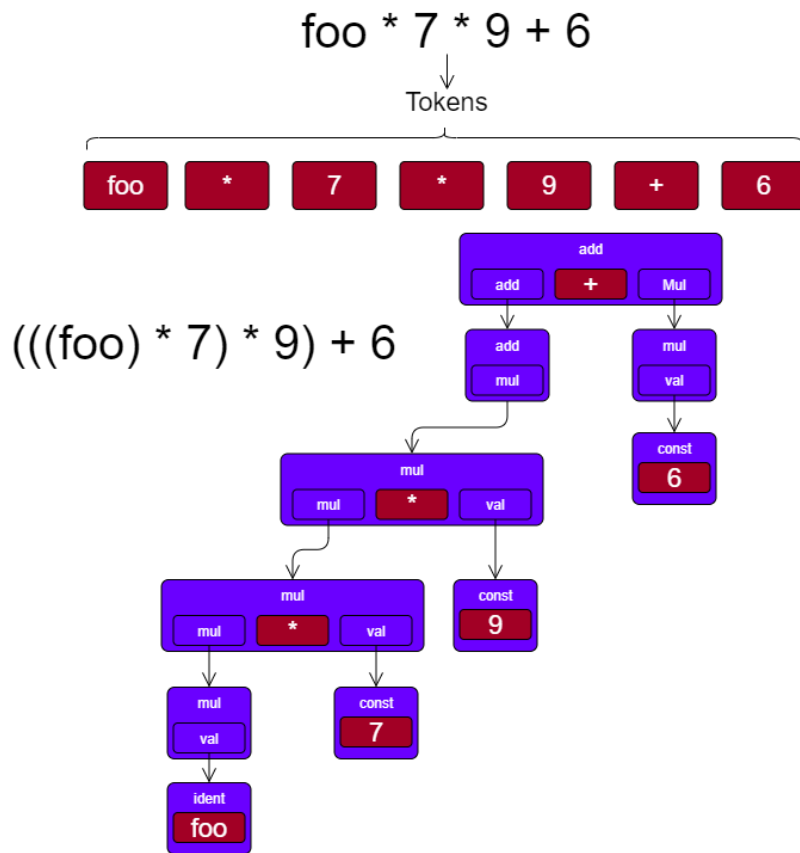 foo * 7 * 9 + 6
Tokens
foo * 7 * 9 + 6
add
add + Mul
(((foo) * 7) * 9) + 6
add
mul
mul
val
const
6
mul
mul * val
mul
mul * val
const
9
mul
val
const
7
ident
foo